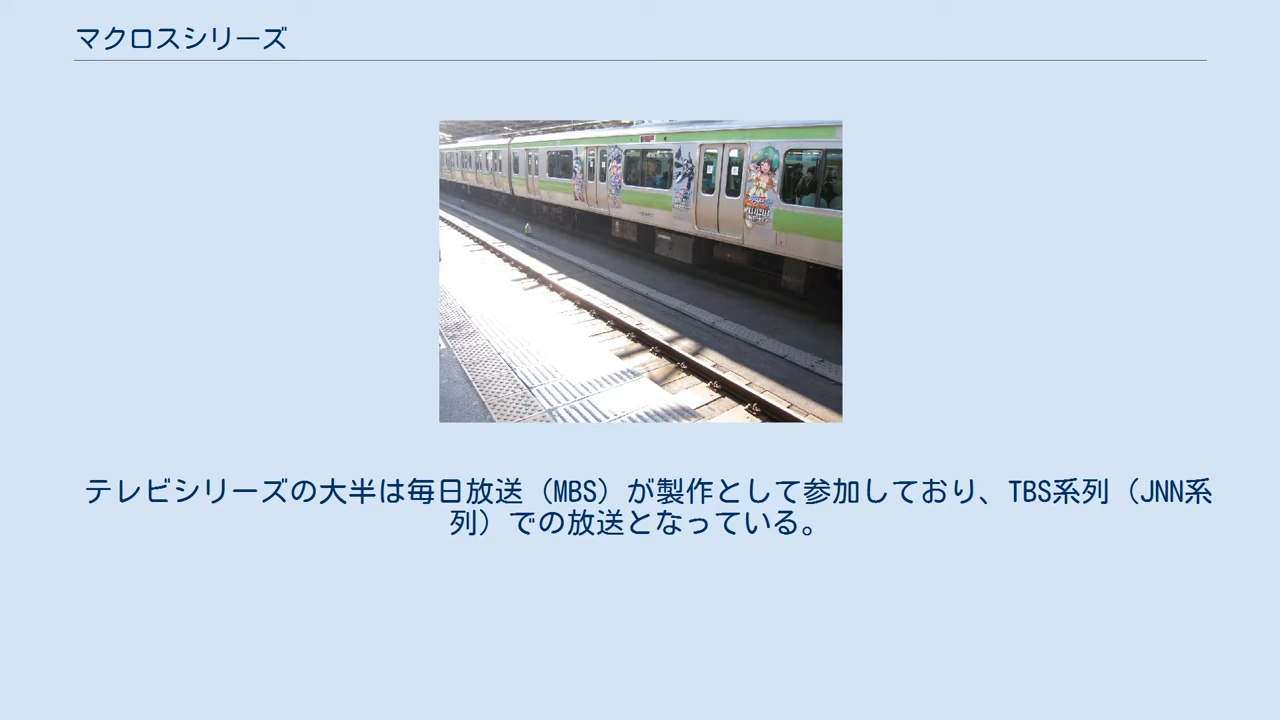 マクロスシリーズ
テレビシリーズの大半は毎日放送（MBS）が製作として参加しており、TBS系列（JNN系
列）での放送となっている。